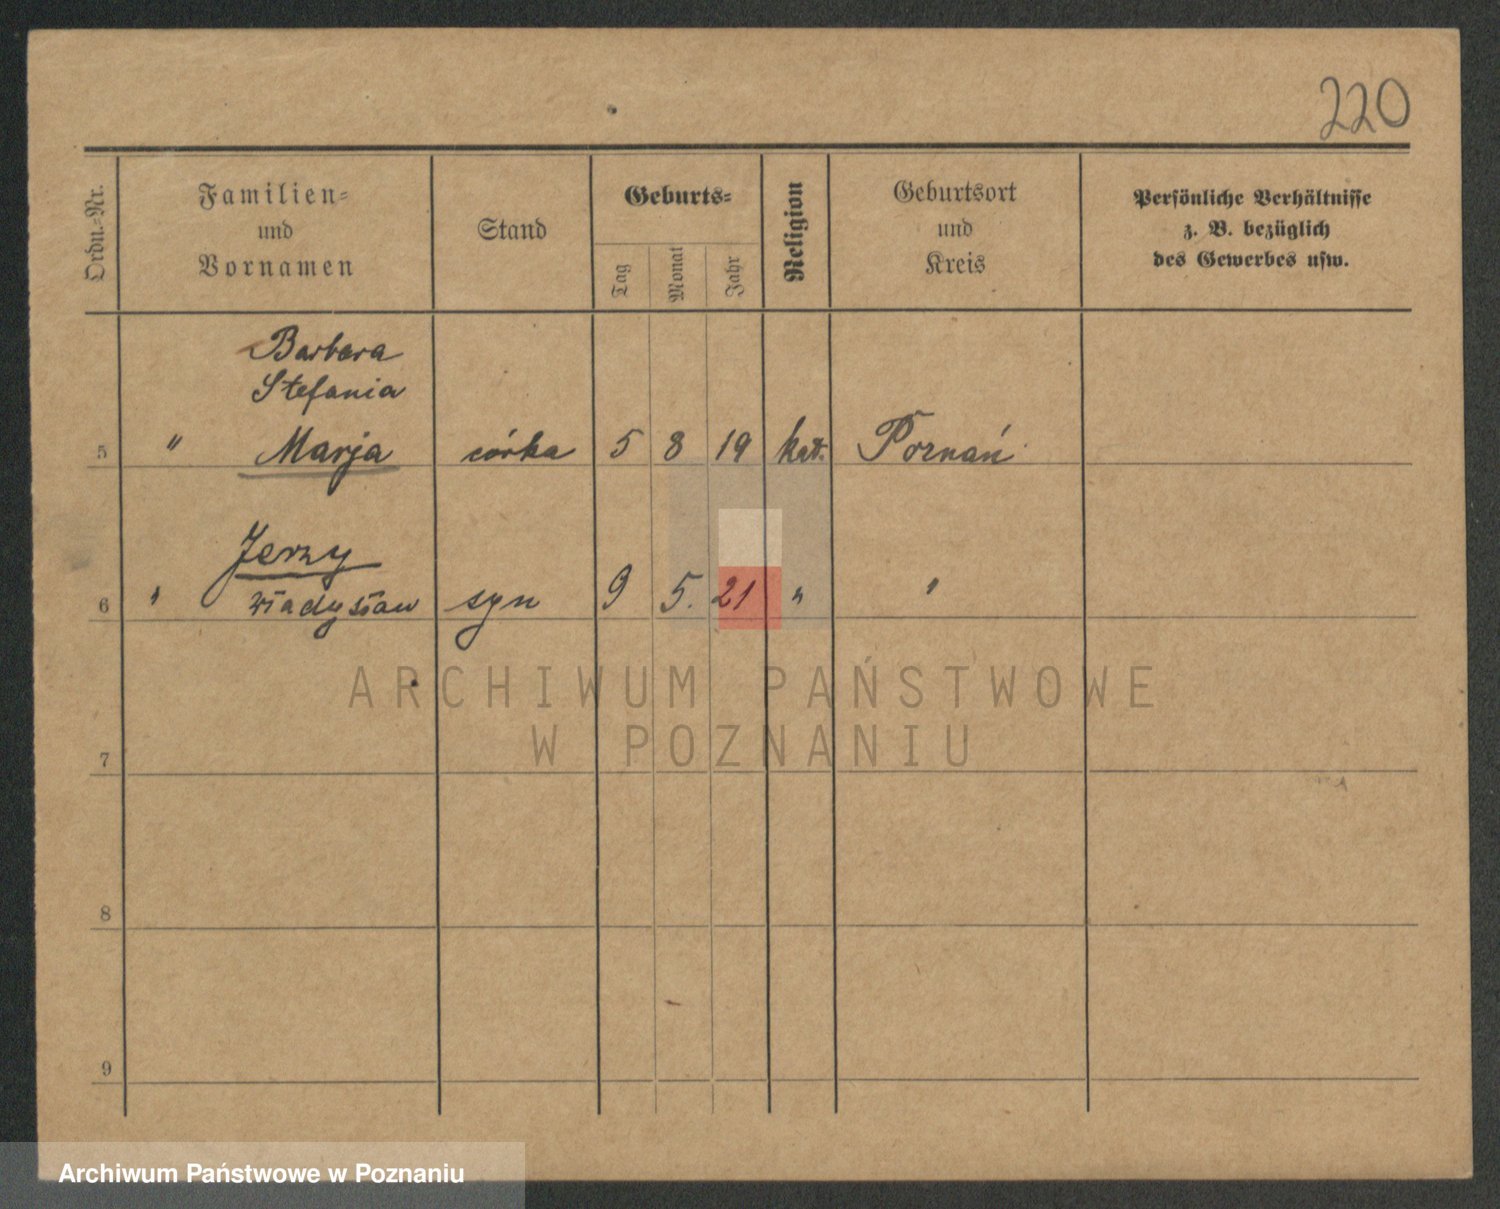 220
Ordn.-Nr.
Familien-
und
Vornamen
Stand
Geburts-
Tag
Monat
Jahr
Religion
Geburtsort
und
Kreis
Persönliche Verhältnisse
z. B. bezüglich
des Gewerbes usw.
Barbara
Stefania
5 " Marja córka 5 8 19 kat. Poznań
Jerzy
6 " Władysław syn 9 5. 21 " "
ARCHIWUM PAŃSTWOWE
W POZNANIU
7
8
9
Archiwum Państwowe w Poznaniu